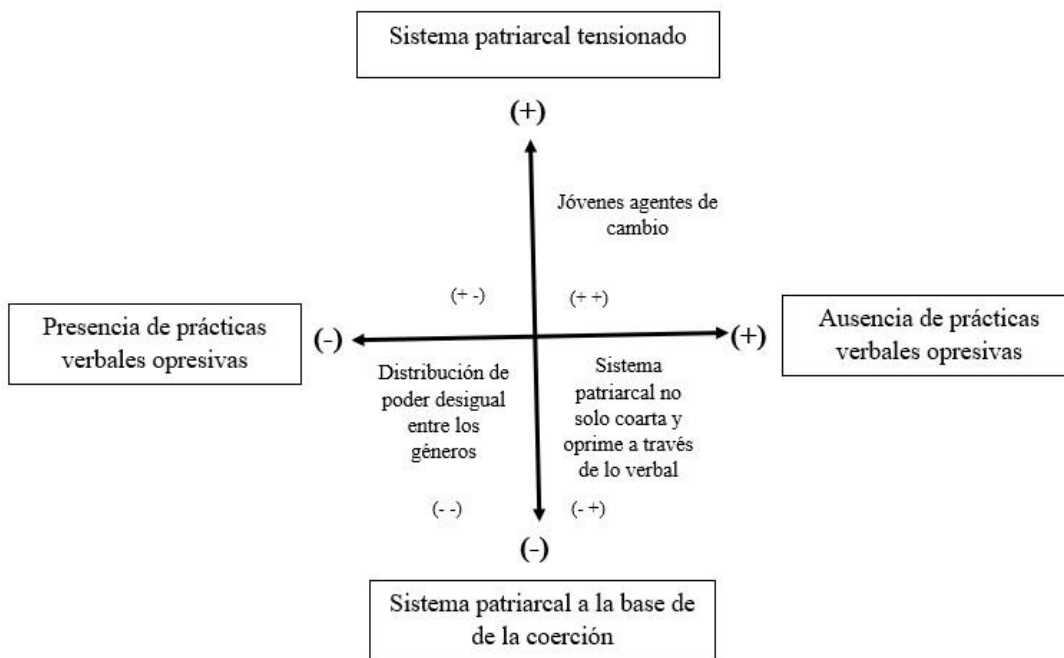 Sistema patriarcal tensionado
(+)
Jóvenes agentes de
cambio
(+ -)
(+ +)
Presencia de prácticas
verbales opresivas
(-)
(+)
Ausencia de prácticas
verbales opresivas
Distribución de
poder desigual
entre los
géneros
(- -)
Sistema
patriarcal no
solo coarta y
oprime a través
de lo verbal
(- +)
(-)
Sistema patriarcal a la base de
de la coerción